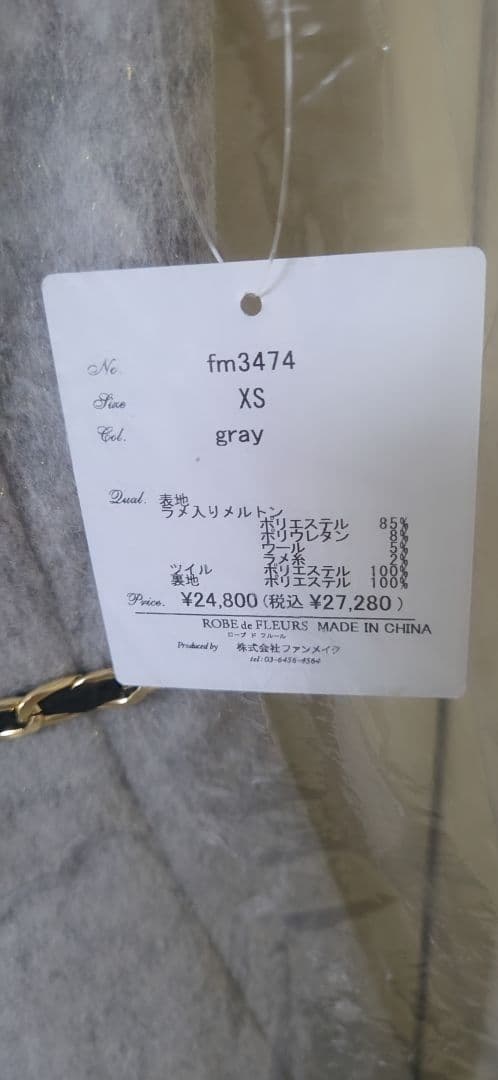 No. fm3474
Size XS
Col. gray
Qual. 表地
ラメ入りメルトン
ポリエステル 85%
ポリウレタン 8%
ウール 5%
ラメ糸 2%
ツイル ポリエステル 100%
裏地 ポリエステル 100%
Price. ¥24,800(税込 ¥27,280)
ROBE de FLEURS MADE IN CHINA
ローブ ド フルール
Produced by 株式会社ファンメイク
tel:03-6456-4564